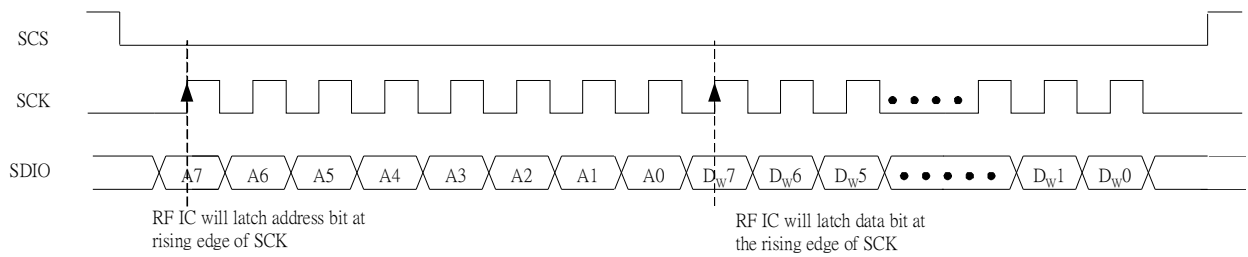 SCS
SCK
SDIO A7 A6 A5 A4 A3 A2 A1 A0 DW7 DW6 DW5 DW1 DW0
RF IC will latch address bit at
rising edge of SCK
RF IC will latch data bit at
the rising edge of SCK